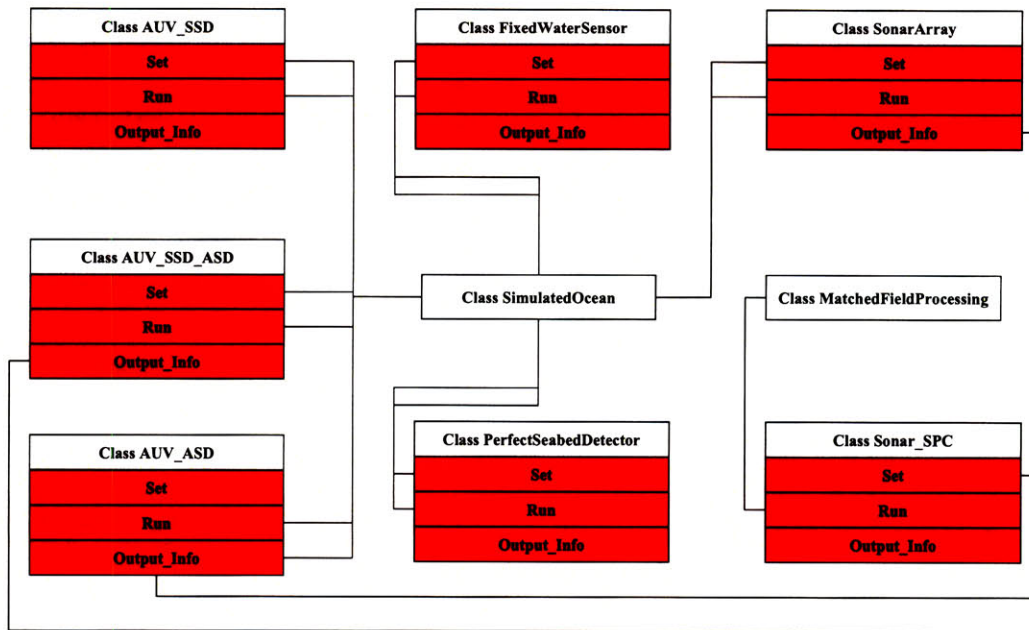 Class AUV_SSD
Set
Run
Output_Info
Class FixedWaterSensor
Set
Run
Output_Info
Class SonarArray
Set
Run
Output_Info
Class AUV_SSD_ASD
Set
Run
Output_Info
Class SimulatedOcean
Class MatchedFieldProcessing
Class AUV_ASD
Set
Run
Output_Info
Class PerfectSeabedDetector
Set
Run
Output_Info
Class Sonar_SPC
Set
Run
Output_Info